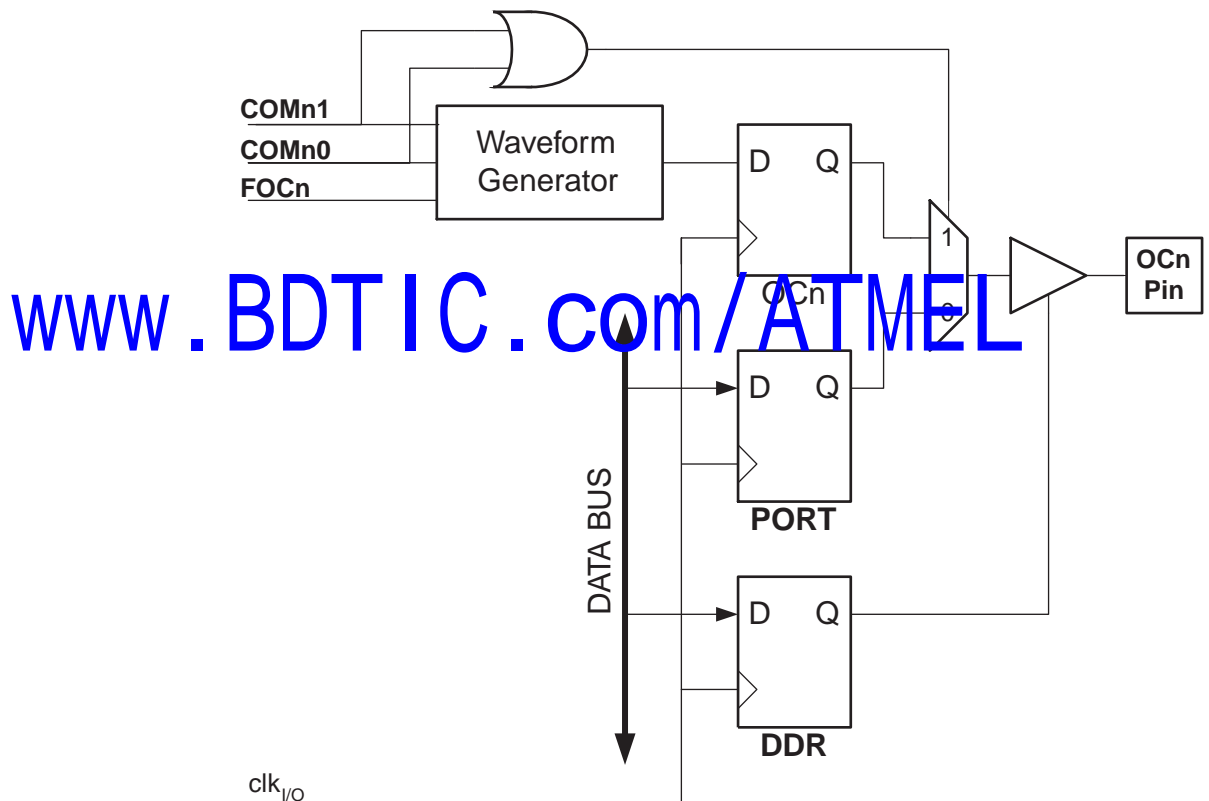 COMn1
COMn0
FOCn
Waveform
Generator
D Q
1
OCn
Pin
OCn
0
www.BDTIC.com/ATMEL
D Q
DATA BUS
PORT
D Q
DDR
clkI/O